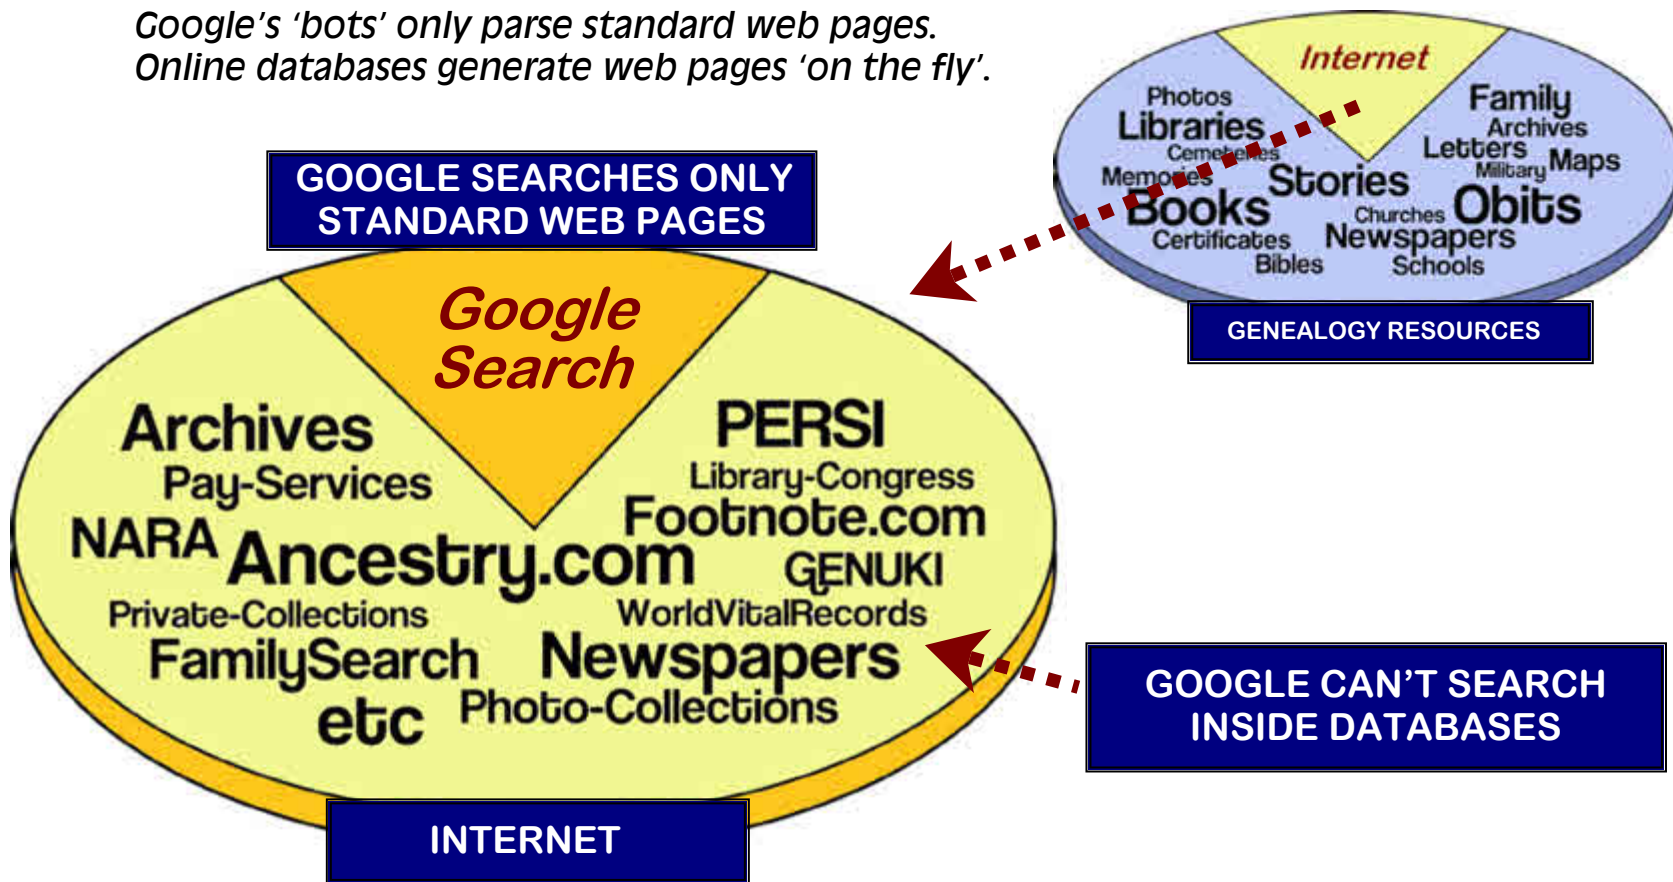 Google's 'bots' only parse standard web pages.
Online databases generate web pages 'on the fly'.
Internet
Photos
Libraries
Cemeteries
Memories
Books
Certificates
Bibles
Stories
Family
Archives
Letters
Military
Maps
Churches
Obits
Newspapers
Schools
GENEALOGY RESOURCES
GOOGLE SEARCHES ONLY
STANDARD WEB PAGES
Google
Search
Archives
Pay-Services
NARA
Ancestry.com
Private-Collections
FamilySearch
etc
PERSI
Library-Congress
Footnote.com
GENUKI
WorldVitalRecords
Newspapers
Photo-Collections
GOOGLE CAN'T SEARCH
INSIDE DATABASES
INTERNET